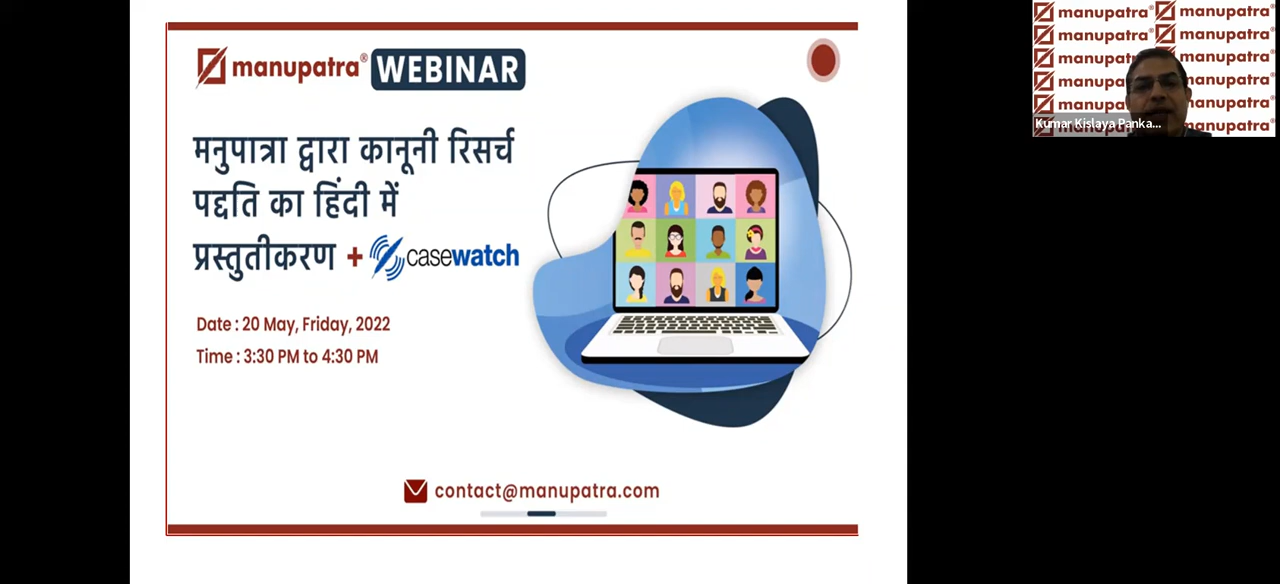 manupatra® WEBINAR
मनुपात्रा द्वारा कानूनी रिसर्च
पद्दति का हिंदी में
प्रस्तुतीकरण + casewatch
Date : 20 May, Friday, 2022
Time : 3:30 PM to 4:30 PM
contact@manupatra.com
manupatra® manupatra®
manupatra® manupatra®
manupatra®
manupatra®
manupatra®
Kumar Kislaya Panka...